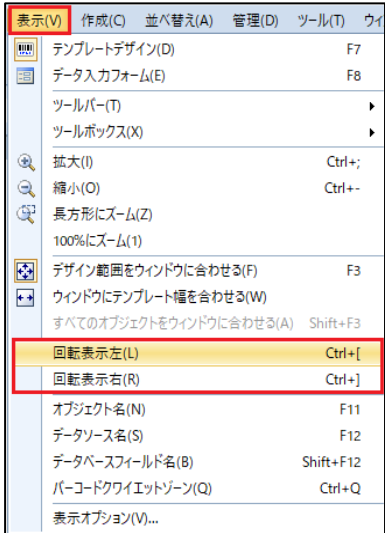 表示(V) 作成(C) 並べ替え(A) 管理(D) ツール(T) ウィ
テンプレートデザイン(D) F7
データ入力フォーム(E) F8
ツールバー(T)
ツールボックス(X)
拡大(I) Ctrl+;
縮小(O) Ctrl+-
長方形にズーム(Z)
100%にズーム(1)
デザイン範囲をウィンドウに合わせる(F) F3
ウィンドウにテンプレート幅を合わせる(W)
すべてのオブジェクトをウィンドウに合わせる(A) Shift+F3
回転表示左(L) Ctrl+[
回転表示右(R) Ctrl+]
オブジェクト名(N) F11
データソース名(S) F12
データベースフィールド名(B) Shift+F12
バーコードクワイエットゾーン(Q) Ctrl+Q
表示オプション(V)...